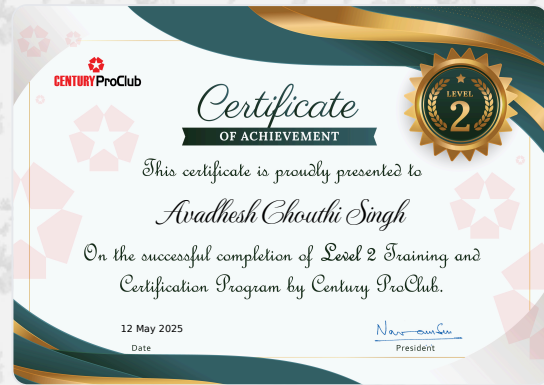 CENTURY ProClub
LEVEL
2
Certificate
OF ACHIEVEMENT
This certificate is proudly presented to
Avadhesh Chouthi Singh
On the successful completion of Level 2 Training and
Certification Program by Century ProClub.
12 May 2025
Date
President